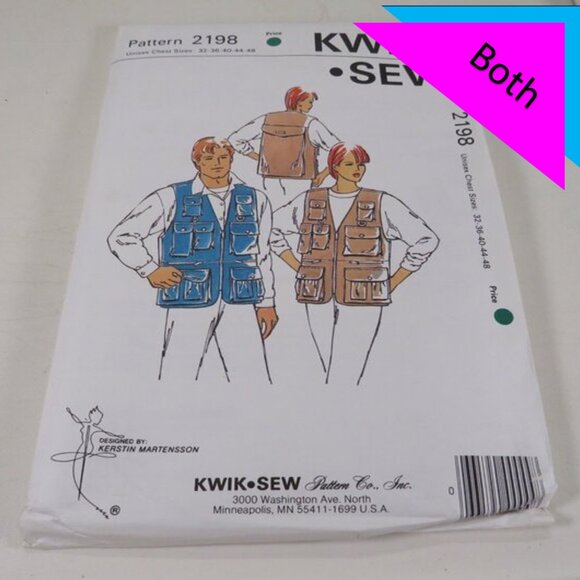 Pattern 2198
Price
Unisex Chest Sizes: 32-36-40-44-48
KWIK
•SEW
Both
2198
Unisex Chest Sizes: 32-36-40-44-48
Price
DESIGNED BY:
KERSTIN MARTENSSON
®
KWIK•SEW Pattern Co., Inc.
3000 Washington Ave. North
Minneapolis, MN 55411-1699 U.S.A.
0